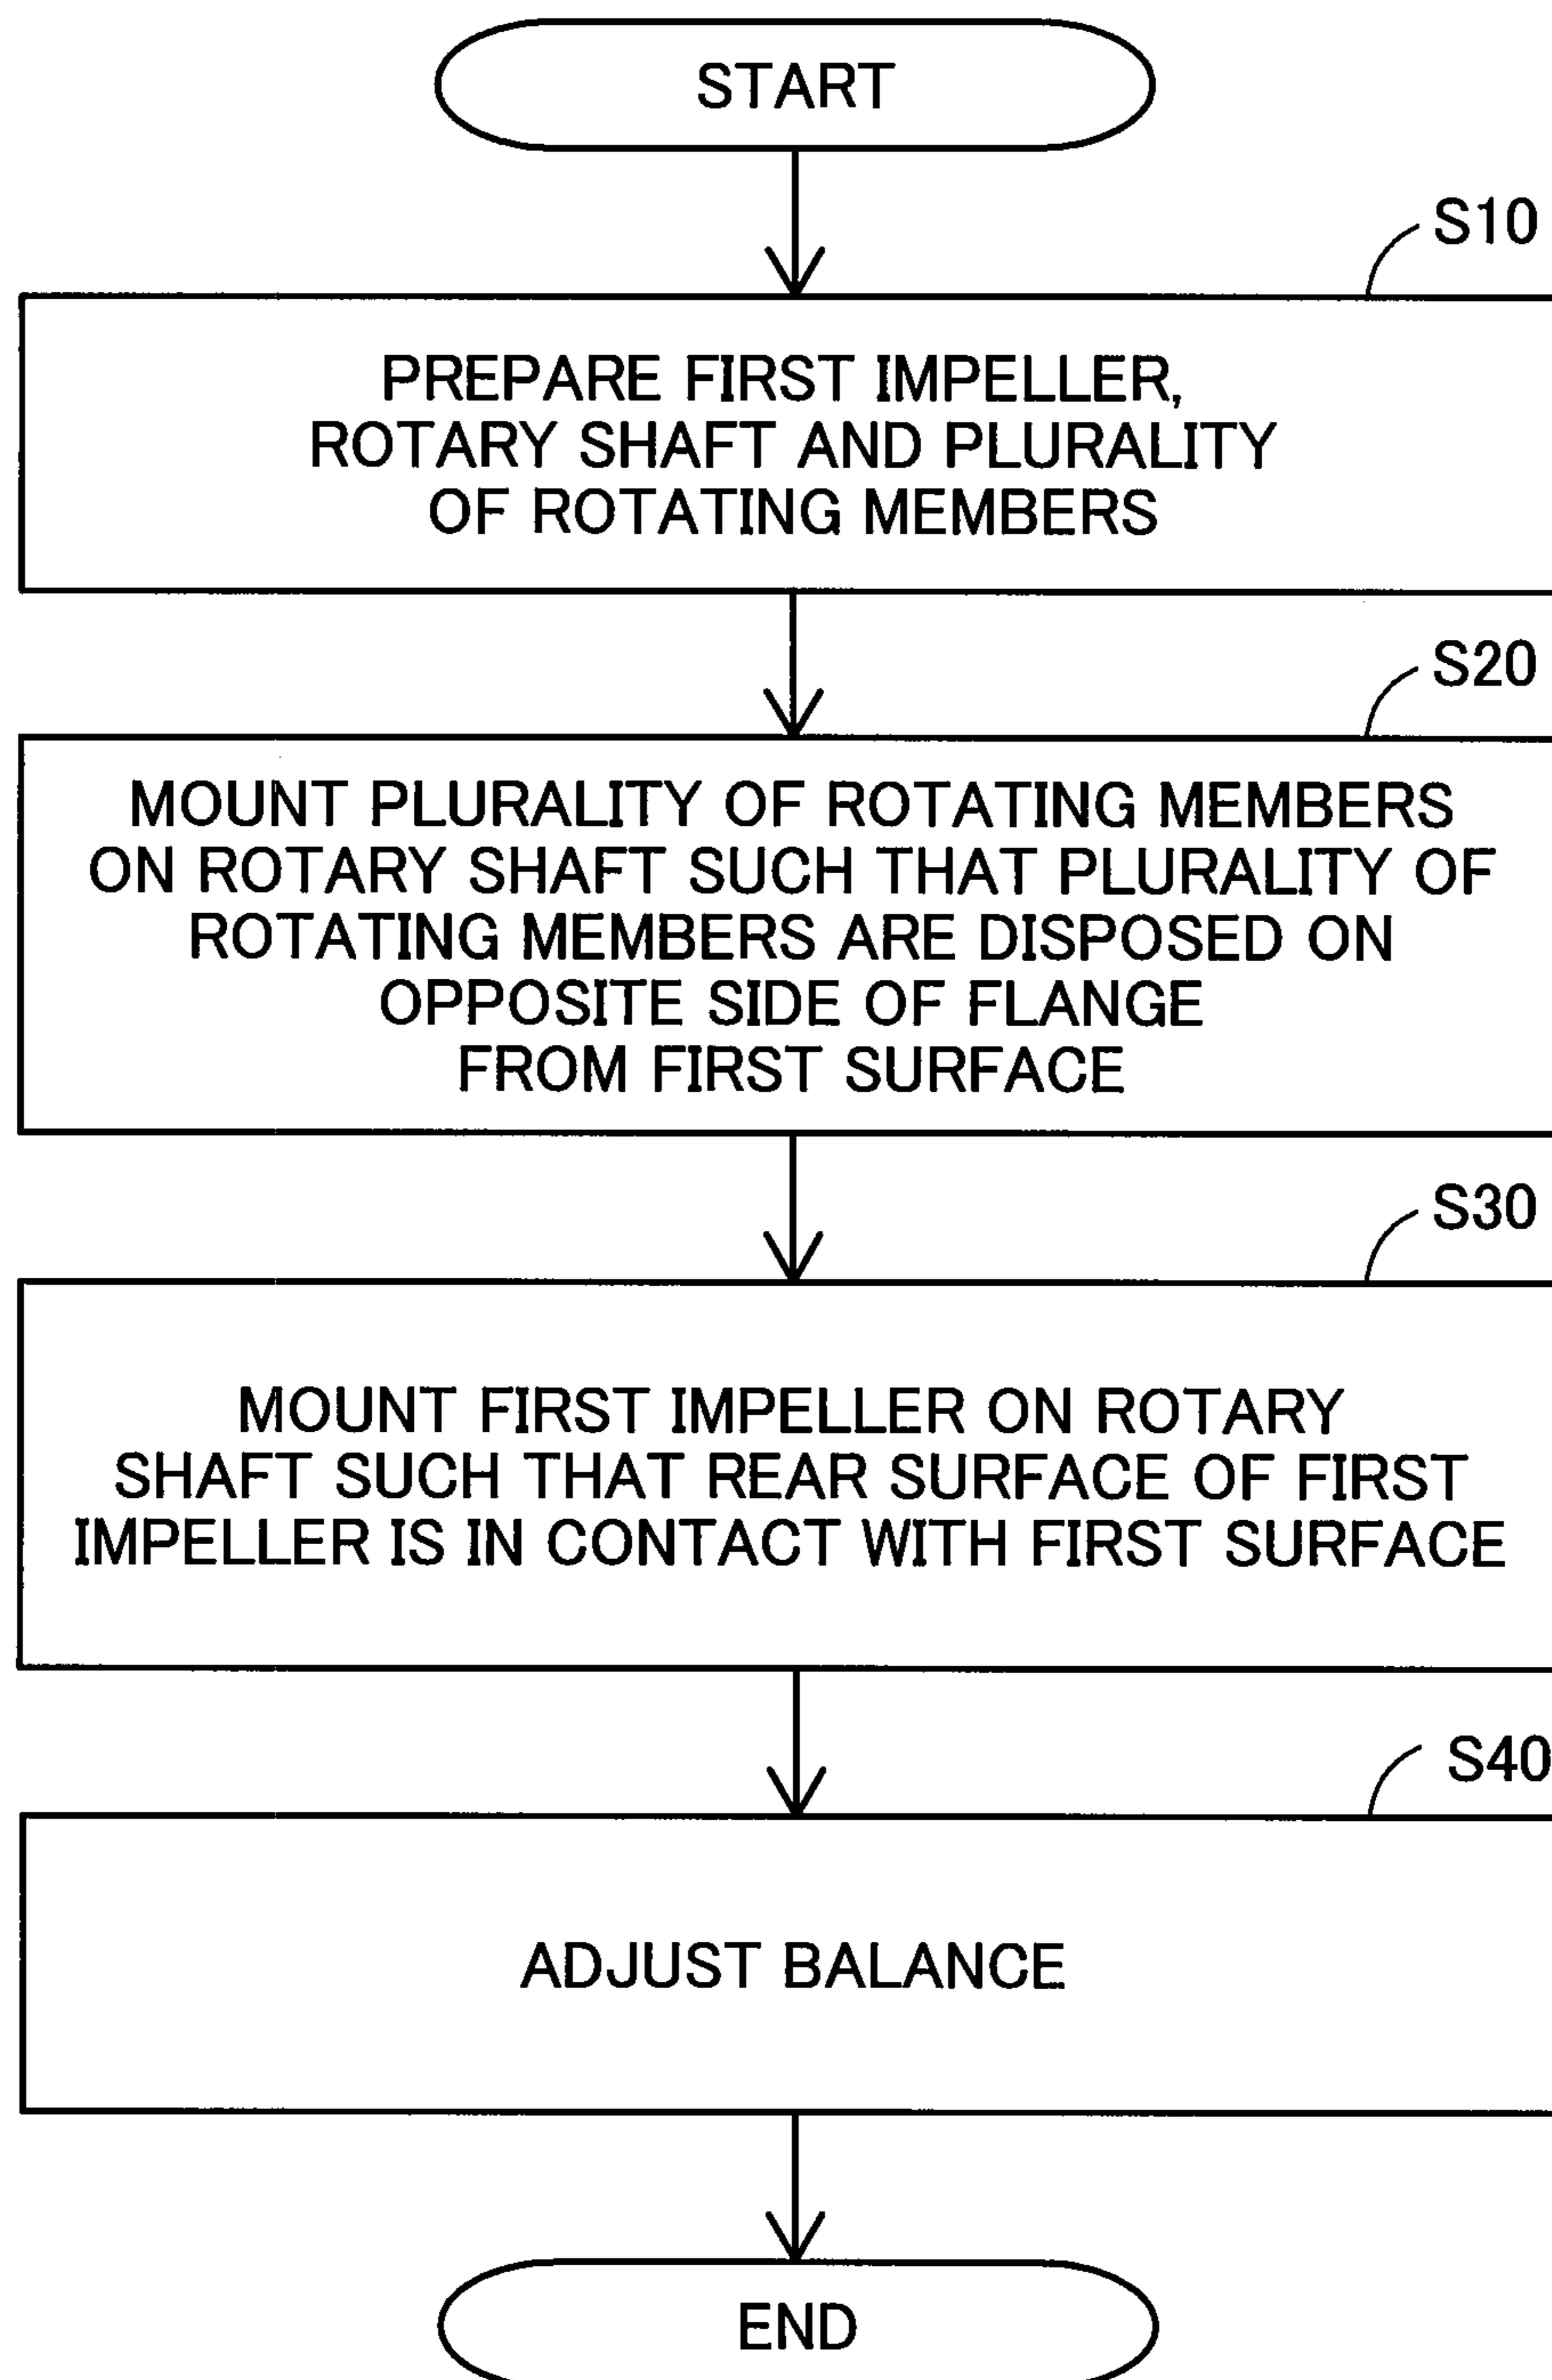 START
S10
PREPARE FIRST IMPELLER,
ROTARY SHAFT AND PLURALITY
OF ROTATING MEMBERS
S20
MOUNT PLURALITY OF ROTATING MEMBERS
ON ROTARY SHAFT SUCH THAT PLURALITY OF
ROTATING MEMBERS ARE DISPOSED ON
OPPOSITE SIDE OF FLANGE
FROM FIRST SURFACE
S30
MOUNT FIRST IMPELLER ON ROTARY
SHAFT SUCH THAT REAR SURFACE OF FIRST
IMPELLER IS IN CONTACT WITH FIRST SURFACE
S40
ADJUST BALANCE
END